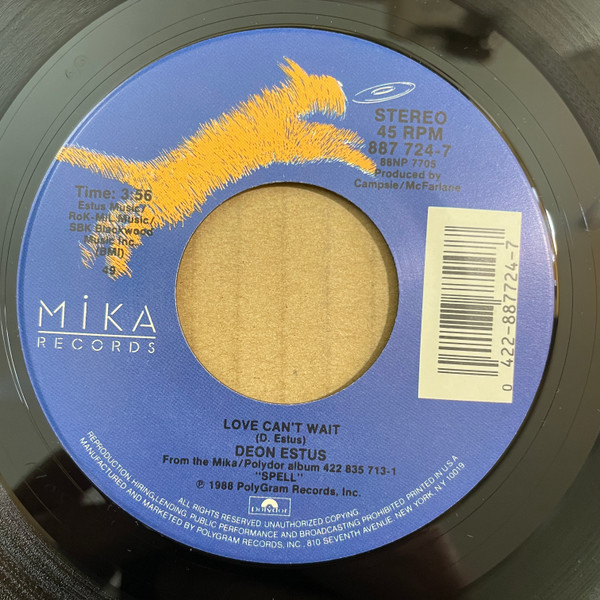 STEREO
45 RPM
887 724-7
88NP 7705
Produced by
Campsie/McFarlane
Time: 3:56
Estus Music/
RoK-MiL Music/
SBK Blackwood
Music Inc.
(BMI)
49
MiKA
RECORDS
0 422-887724-7
LOVE CAN'T WAIT
(D. Estus)
DEON ESTUS
From the Mika/Polydor album 422 835 713-1
"SPELL"
℗ 1988 PolyGram Records, Inc.
polydor
ALL RIGHTS RESERVED UNAUTHORIZED COPYING,
REPRODUCTION, HIRING, LENDING PUBLIC PERFORMANCE AND BROADCASTING PROHIBITED PRINTED IN U.S.A
MANUFACTURED AND MARKETED BY POLYGRAM RECORDS, INC. 810 SEVENTH AVENUE, NEW YORK, N.Y. 10019